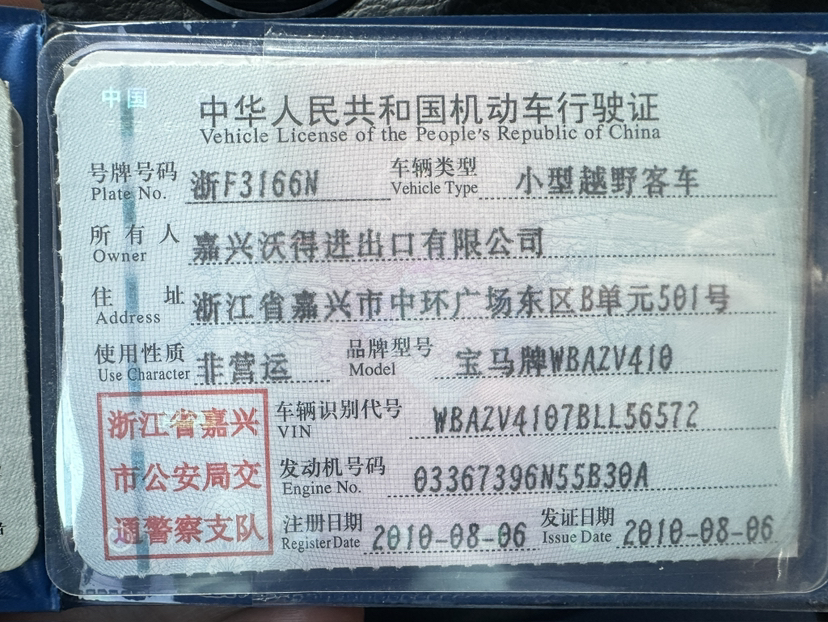 中国
中华人民共和国机动车行驶证
Vehicle License of the People's Republic of China
号牌号码 浙F3166N 车辆类型 小型越野客车
Plate No. Vehicle Type
所有人 嘉兴沃得进出口有限公司
Owner
住址 浙江省嘉兴市中环广场东区B单元501号
Address
使用性质 非营运 品牌型号 宝马牌WBAZV410
Use Character Model
浙江省嘉兴 车辆识别代号 WBAZV4107BLL56572
VIN
市公安局交 发动机号码 03367396N55B30A
Engine No.
通警察支队 注册日期 2010-08-06 发证日期 2010-08-06
Register Date Issue Date